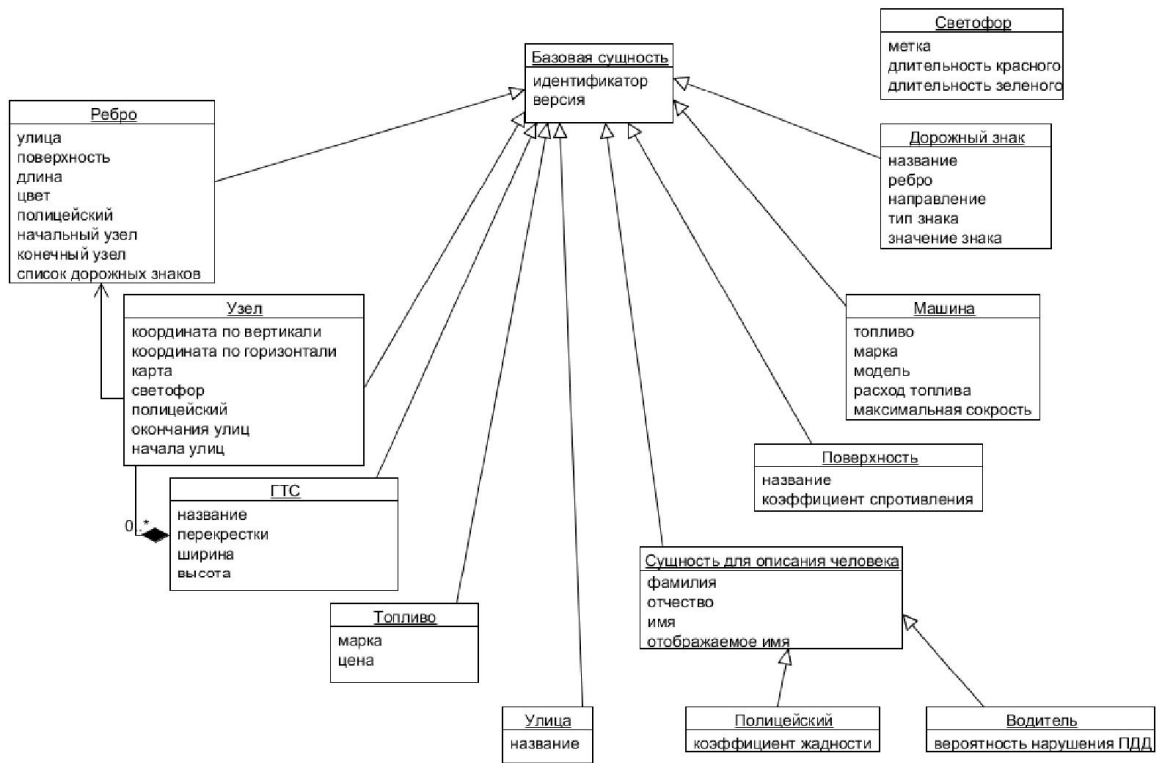 Светофор
метка
длительность красного
длительность зеленого
Базовая сущность
идентификатор
версия
Ребро
улица
поверхность
длина
цвет
полицейский
начальный узел
конечный узел
список дорожных знаков
Дорожный знак
название
ребро
направление
тип знака
значение знака
Узел
координата по вертикали
координата по горизонтали
карта
светофор
полицейский
окончания улиц
начала улиц
Машина
топливо
марка
модель
расход топлива
максимальная сокрость
Поверхность
название
коэффициент спротивления
ГТС
название
перекрестки
ширина
высота
0..*
Сущность для описания человека
фамилия
отчество
имя
отображаемое имя
Топливо
марка
цена
Улица
название
Полицейский
коэффициент жадности
Водитель
вероятность нарушения ПДД